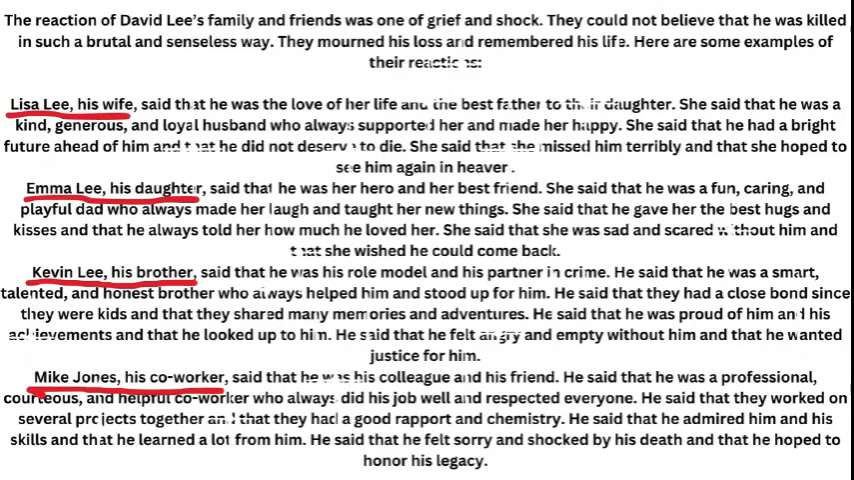 The reaction of David Lee's family and friends was one of grief and shock. They could not believe that he was killed
in such a brutal and senseless way. They mourned his loss and remembered his life. Here are some examples of
their reactions:
Lisa Lee, his wife, said that he was the love of her life and the best father to their daughter. She said that he was a
kind, generous, and loyal husband who always supported her and made her happy. She said that he had a bright
future ahead of him and that he did not deserve to die. She said that she missed him terribly and that she hoped to
see him again in heaven.
Emma Lee, his daughter, said that he was her hero and her best friend. She said that he was a fun, caring, and
playful dad who always made her laugh and taught her new things. She said that he gave her the best hugs and
kisses and that he always told her how much he loved her. She said that she was sad and scared without him and
that she wished he could come back.
Kevin Lee, his brother, said that he was his role model and his partner in crime. He said that he was a smart,
talented, and honest brother who always helped him and stood up for him. He said that they had a close bond since
they were kids and that they shared many memories and adventures. He said that he was proud of him and his
achievements and that he looked up to him. He said that he felt angry and empty without him and that he wanted
justice for him.
Mike Jones, his co-worker, said that he was his colleague and his friend. He said that he was a professional,
courteous, and helpful co-worker who always did his job well and respected everyone. He said that they worked on
several projects together and that they had a good rapport and chemistry. He said that he admired him and his
skills and that he learned a lot from him. He said that he felt sorry and shocked by his death and that he hoped to
honor his legacy.